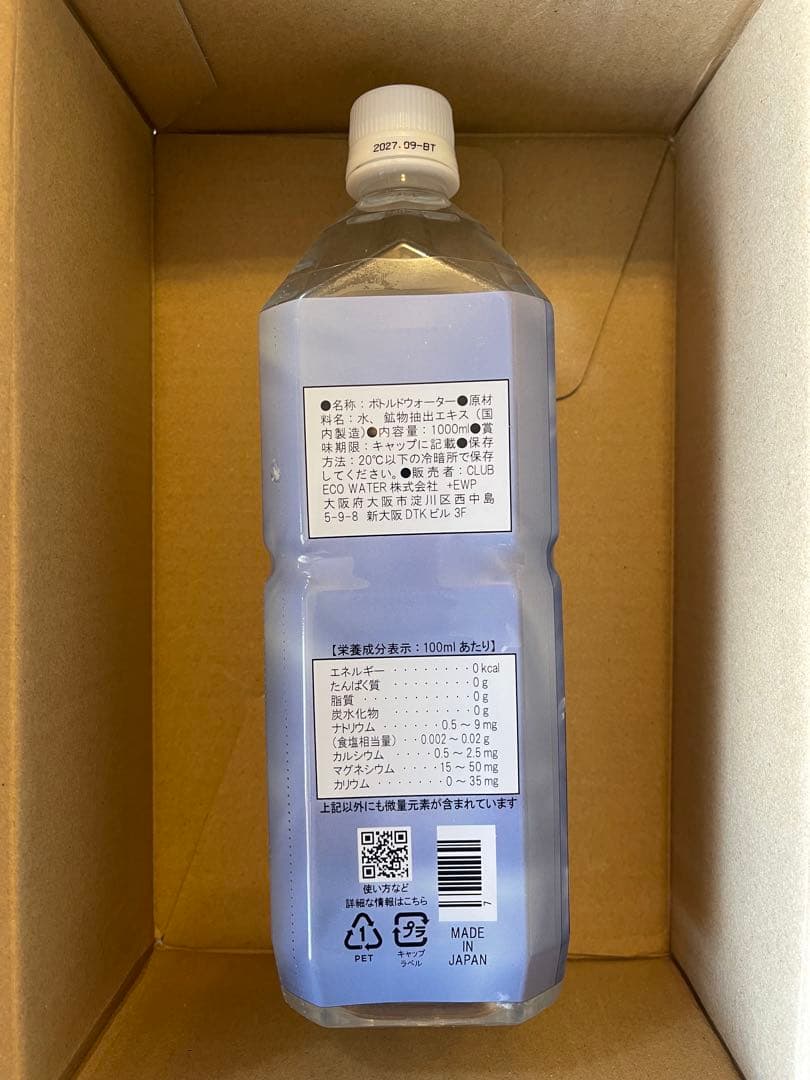 2027.09-BT
●名称：ボトルドウォーター●原材
料名：水、鉱物抽出エキス（国
内製造）●内容量：1000ml●賞
味期限：キャップに記載●保存
方法：20℃以下の冷暗所で保存
してください。●販売者：CLUB
ECO WATER 株式会社 +EWP
大阪府大阪市淀川区西中島
5-9-8 新大阪DTKビル 3F
【栄養成分表示：100mlあたり】
エネルギー ········ 0 kcal
たんぱく質 ········ 0 g
脂質 ·· ········ 0 g
炭水化物 ········ 0 g
ナトリウム ······· 0.5～9 mg
（食塩相当量）·· 0.002～0.02 g
カルシウム ····· 0.5～2.5 mg
マグネシウム ···· 15～50 mg
カリウム ······· 0～35 mg
上記以外にも微量元素が含まれています
使い方など
詳細な情報はこちら
7
1
PET
プラ
キャップ
ラベル
MADE
IN
JAPAN